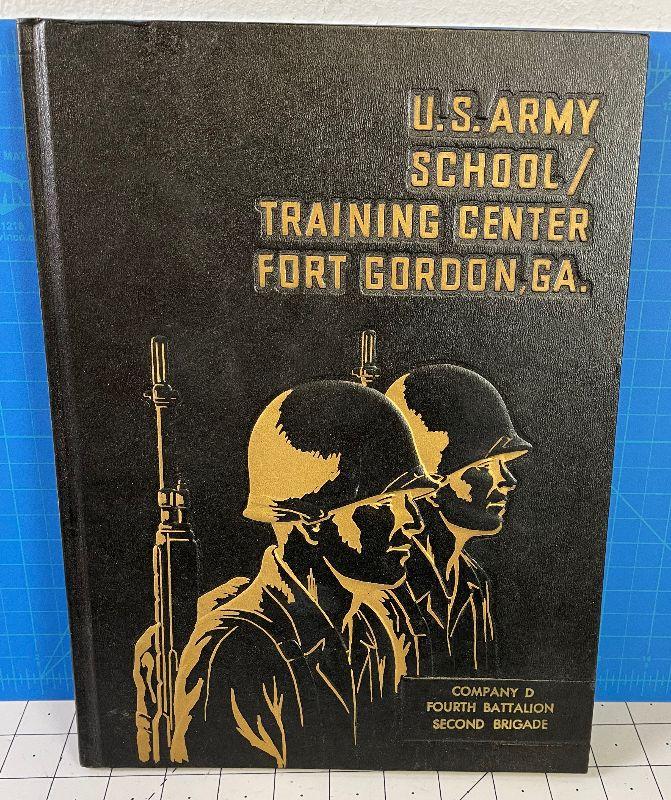 U.S. ARMY
SCHOOL/
TRAINING CENTER
FORT GORDON, GA.
COMPANY D
FOURTH BATTALION
SECOND BRIGADE